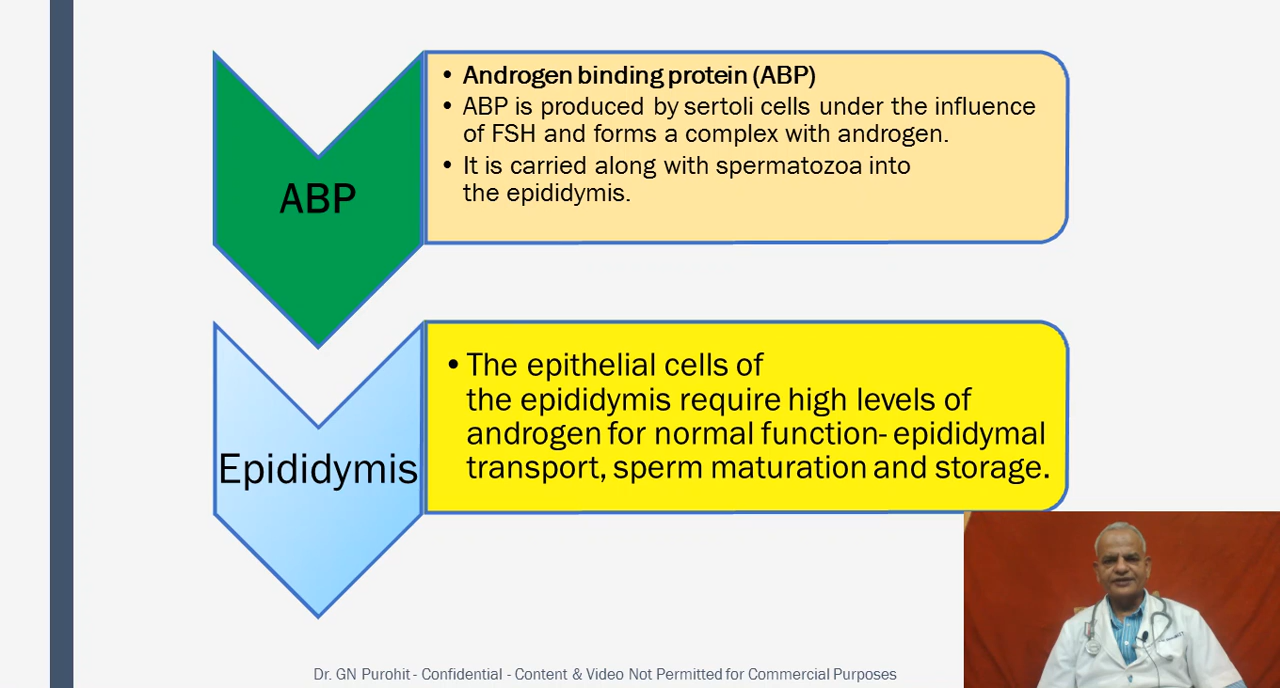 ABP
• Androgen binding protein (ABP)
• ABP is produced by sertoli cells under the influence
of FSH and forms a complex with androgen.
• It is carried along with spermatozoa into
the epididymis.
Epididymis
• The epithelial cells of
the epididymis require high levels of
androgen for normal function- epididymal
transport, sperm maturation and storage.
Dr. GN Purohit - Confidential - Content & Video Not Permitted for Commercial Purposes